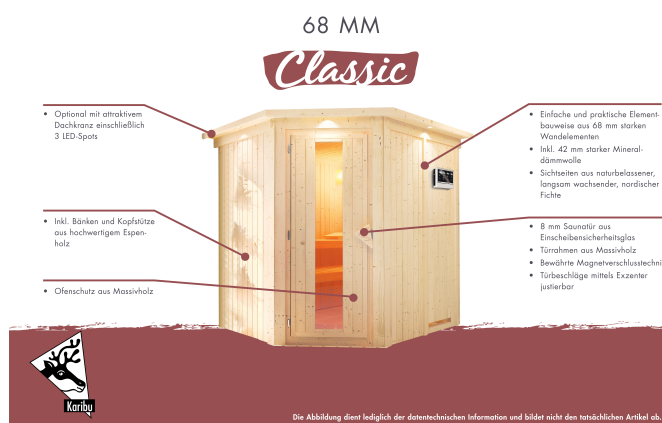 68 MM
Classic
• Optional mit attraktivem
Dachkranz einschließlich
3 LED-Spots
• Inkl. Bänken und Kopfstütze
aus hochwertigem Espen-
holz
• Ofenschutz aus Massivholz
• Einfache und praktische Element-
bauweise aus 68 mm starken
Wandelementen
• Inkl. 42 mm starker Mineral-
dämmwolle
• Sichtseiten aus naturbelassener,
langsam wachsender, nordischer
Fichte
• 8 mm Saunatür aus
Einscheibensicherheitsglas
• Türrahmen aus Massivholz
• Bewährte Magnetverschlusstechni
• Türbeschläge mittels Exzenter
justierbar
Karibu
Die Abbildung dient lediglich der datentechnischen Information und bildet nicht den tatsächlichen Artikel ab.